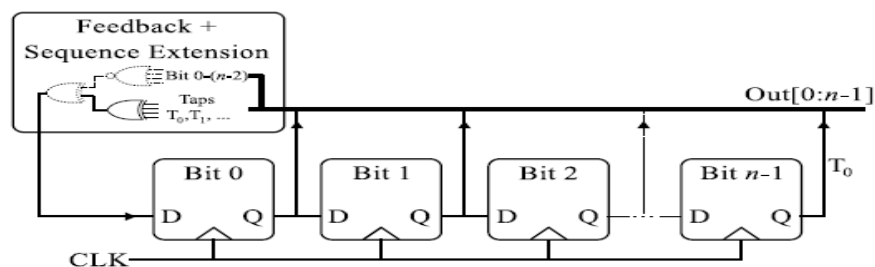 Feedback +
Sequence Extension
Bit 0-(n-2)
Taps
T0,T1, ...
Out[0:n-1]
Bit 0
Bit 1
Bit 2
Bit n-1
T0
D Q D Q D Q D Q
CLK